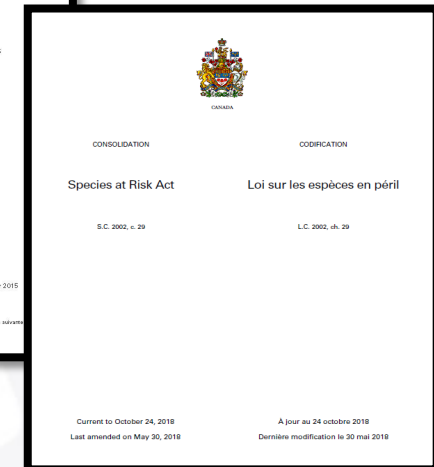 CANADA
CONSOLIDATION
CODIFICATION
Species at Risk Act
Loi sur les espèces en péril
S.C. 2002, c. 29
L.C. 2002, ch. 29
2015
suivante
Current to October 24, 2018
À jour au 24 octobre 2018
Last amended on May 30, 2018
Dernière modification le 30 mai 2018